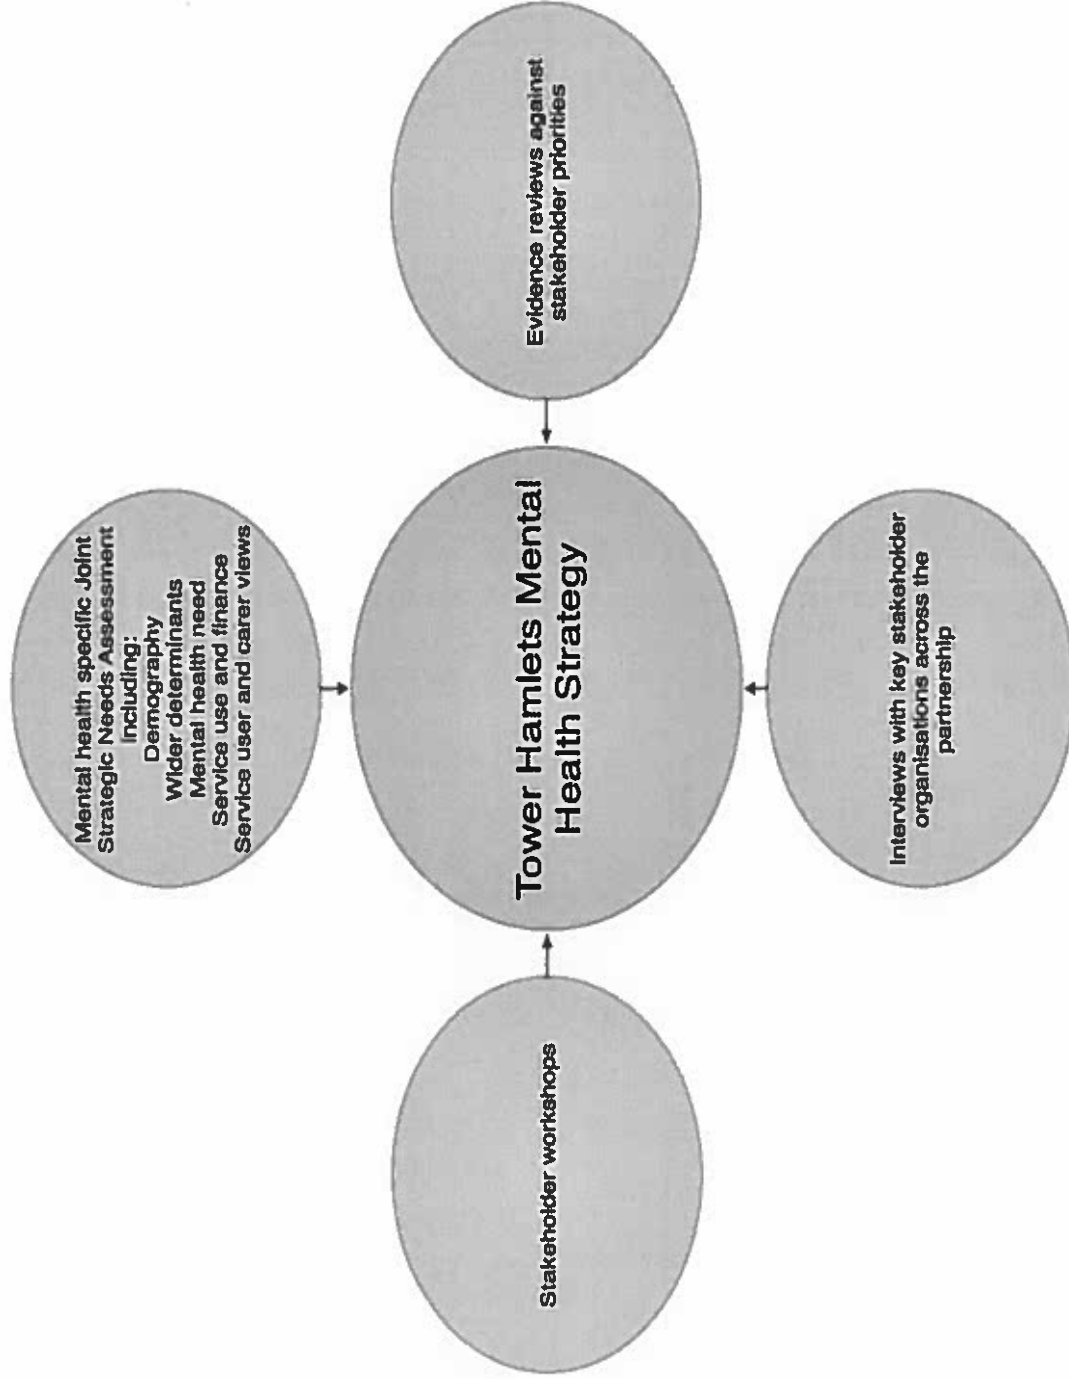 Mental health specific Joint
Strategic Needs Assessment
Including:
Demography
Wider determinants
Mental health need
Service use and finance
Service user and carer views
Stakeholder workshops
Tower Hamlets Mental
Health Strategy
Evidence reviews against
stakeholder priorities
Interviews with key stakeholder
organisations across the
partnership